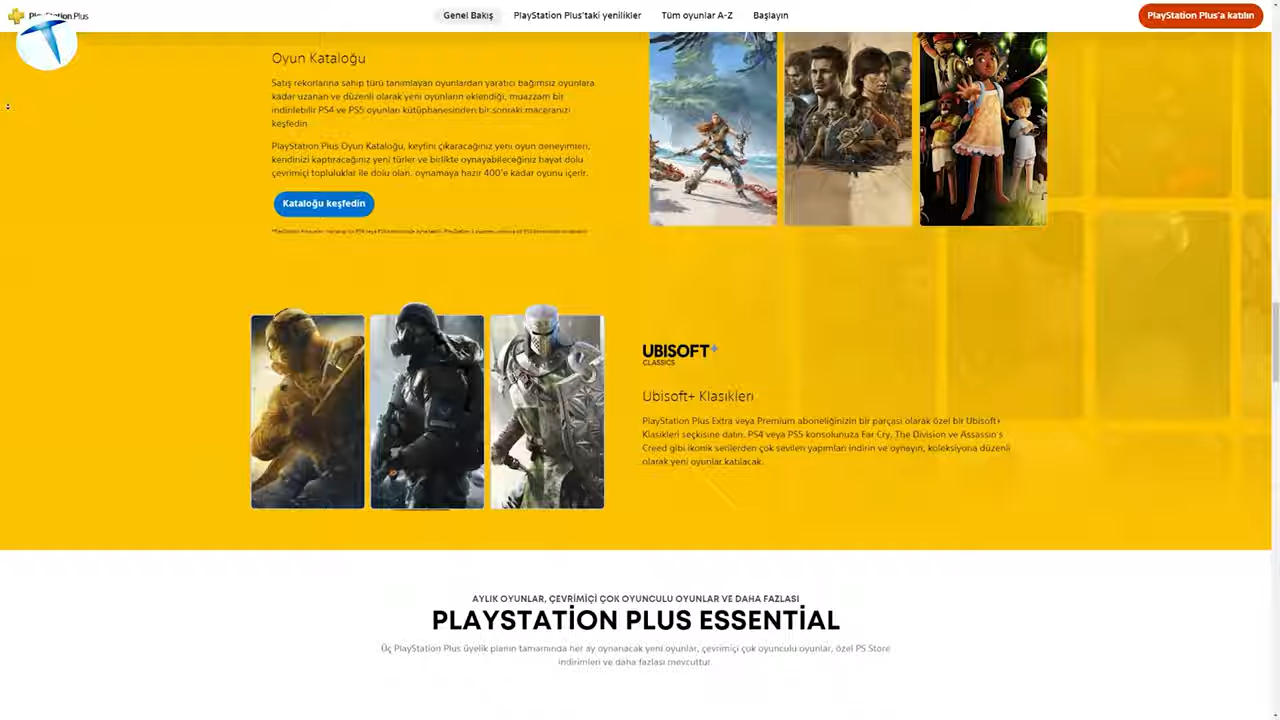 PlayStation.Plus
Genel Bakış
PlayStation Plus'taki yenilikler
Tüm oyunlar A-Z
Başlayın
PlayStation Plus'a katılın
Oyun Kataloğu
Satış rekorlarına sahip türü tanımlayan oyunlardan yaratıcı bağımsız oyunlara
kadar uzanan ve düzenli olarak yeni oyunların eklendiği, muazzam bir
indirilebilir PS4 ve PS5 oyunları kütüphanesinden bir sonraki maceranızı
keşfedin.
PlayStation Plus Oyun Kataloğu, keyfini çıkaracağınız yeni oyun deneyimleri,
kendinizi kaptıracağınız yeni türler ve birlikte oynayabileceğiniz hayat dolu
çevrimiçi topluluklar ile dolu olan, oynamaya hazır 400'e kadar oyunu içerir.
Kataloğu keşfedin
UBISOFT+
CLASSICS
Ubisoft+ Klasikleri
PlayStation Plus Extra veya Premium aboneliğinizin bir parçası olarak özel bir Ubisoft+
Klasikleri seçkisine dalın. PS4 veya PS5 konsolunuza Far Cry, The Division ve Assassin's
Creed gibi ikonik serilerden çok sevilen yapımları indirin ve oynayın, koleksiyona düzenli
olarak yeni oyunlar katılacak.
AYLIK OYUNLAR, ÇEVRİMİÇİ ÇOK OYUNCULU OYUNLAR VE DAHA FAZLASI
PLAYSTATİON PLUS ESSENTİAL
Üç PlayStation Plus üyelik planın tamamında her ay oynanacak yeni oyunlar, çevrimiçi çok oyunculu oyunlar, özel PS Store
indirimleri ve daha fazlası mevcuttur.